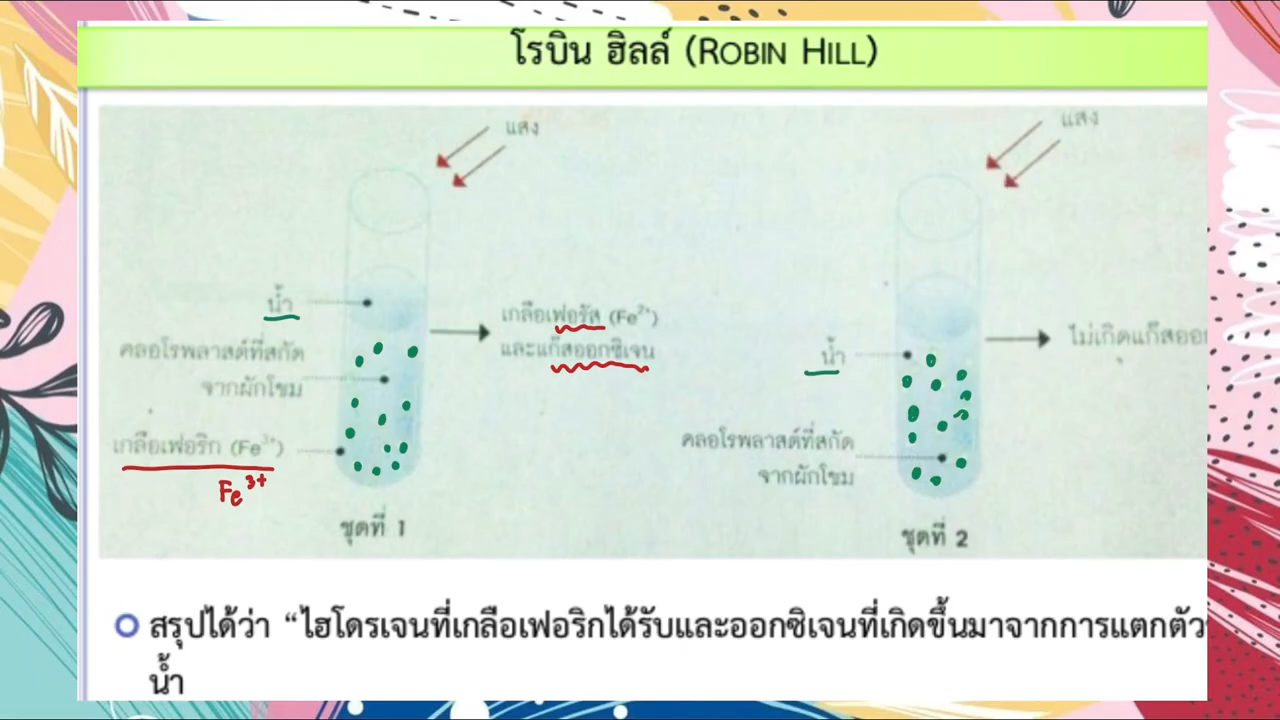 โรบิน ฮิลล์ (ROBIN HILL)
แสง
แสง
น้ำ
คลอโรพลาสต์ที่สกัด
จากผักโขม
เกลือเฟอริก (Fe³⁺)
Fe³⁺
เกลือเฟอรัส (Fe²⁺)
และแก๊สออกซิเจน
ชุดที่ 1
น้ำ
คลอโรพลาสต์ที่สกัด
จากผักโขม
ไม่เกิดแก๊สออก
ชุดที่ 2
สรุปได้ว่า “ไฮโดรเจนที่เกลือเฟอริกได้รับและออกซิเจนที่เกิดขึ้นมาจากการแตกตัว
น้ำ